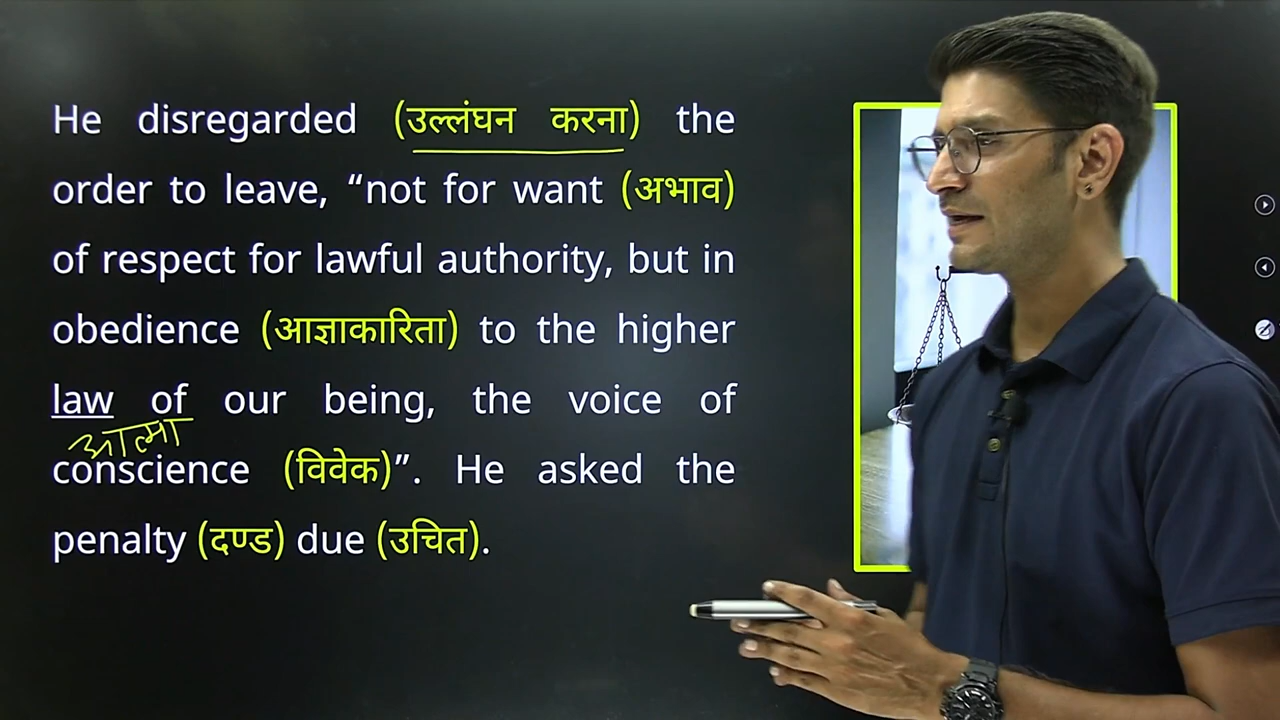 He disregarded (उल्लंघन करना) the
order to leave, “not for want (अभाव)
of respect for lawful authority, but in
obedience (आज्ञाकारिता) to the higher
law of our being, the voice of
आत्मा
conscience (विवेक)”. He asked the
penalty (दण्ड) due (उचित).